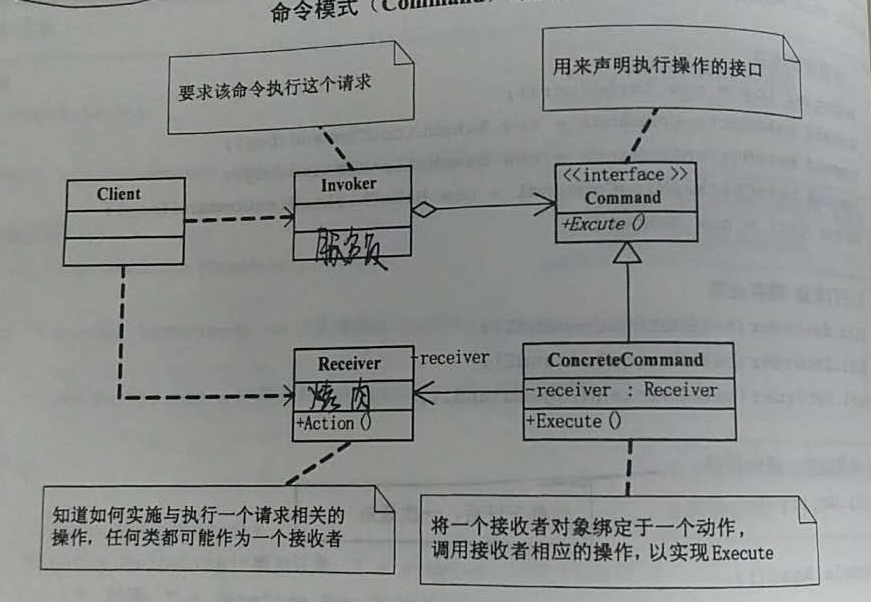 命令模式（Command）
要求该命令执行这个请求
用来声明执行操作的接口
Client
Invoker
服务员
<<interface >>
Command
+Excute ()
Receiver
烤肉
+Action ()
-receiver
ConcreteCommand
-receiver : Receiver
+Execute ()
知道如何实施与执行一个请求相关的
操作，任何类都可能作为一个接收者
将一个接收者对象绑定于一个动作，
调用接收者相应的操作，以实现Execute